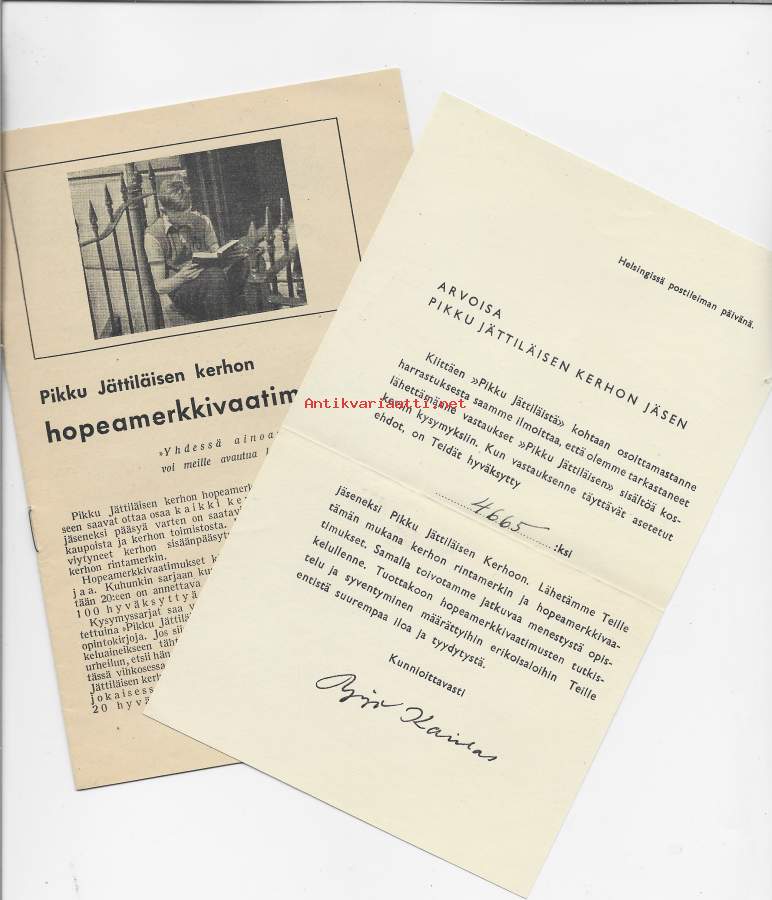 Pikku Jättiläisen kerhon
hopeamerkkivaatim
»Yhdessä ainoa
voi meille avautua
Pikku Jättiläisen kerhon hopeamerk
seen saavat ottaa osaa kaikki ke
jäseneksi pääsyä varten on saatav
kaupoista ja kerhon toimistosta.
vlytyneet kerhon sisäänpääsyt
kerhon rintamerkin.
Hopeamerkkivaatimukset k
jaa. Kuhunkin sarjaan ku
tään 20:een on annettava
100 hyväksyttyä
Kysymyssarjat saa v
tettuina »Pikku Jättilä
opintokirjoja. Jos sii
keluaineikseen täht
urheilun, etsii hän
tässä vihkosessa
Jättiläisen kerh
jokaisess
20 hyvä
Antikvariaatti.net
Helsingissä postileiman päivänä.
ARVOISA
PIKKU JÄTTILÄISEN KERHON JÄSEN
Kiittäen »Pikku Jättiläistä» kohtaan osoittamastanne
harrastuksesta saamme ilmoittaa, että olemme tarkastaneet
lähettämänne vastaukset »Pikku Jättiläisen» sisältöä kos-
keviin kysymyksiin. Kun vastauksenne täyttävät asetetut
ehdot, on Teidät hyväksytty
4665 :ksi
jäseneksi Pikku Jättiläisen Kerhoon. Lähetämme Teille
tämän mukana kerhon rintamerkin ja hopeamerkkivaa-
timukset. Samalla toivotamme jatkuvaa menestystä opis-
kelullenne. Tuottakoon hopeamerkkivaatimusten tutkis-
telu ja syventyminen määrättyihin erikoisaloihin Teille
entistä suurempaa iloa ja tyydytystä.
Kunnioittavasti
Kailas